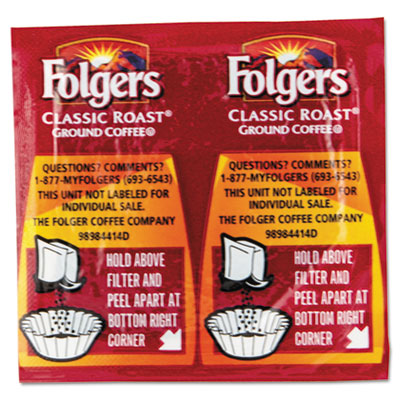 Folgers
CLASSIC ROAST®
GROUND COFFEE Ⓤ
QUESTIONS? COMMENTS?
1-877-MYFOLGERS (693-6543)
THIS UNIT NOT LABELED FOR
INDIVIDUAL SALE.
THE FOLGER COFFEE COMPANY
98984414D
HOLD ABOVE
FILTER AND
PEEL APART AT
BOTTOM RIGHT
CORNER
Folgers
CLASSIC ROAST®
GROUND COFFEE Ⓤ
QUESTIONS? COMMENTS?
1-877-MYFOLGERS (693-6543)
THIS UNIT NOT LABELED FOR
INDIVIDUAL SALE.
THE FOLGER COFFEE COMPANY
98984414D
HOLD ABOVE
FILTER AND
PEEL APART AT
BOTTOM RIGHT
CORNER